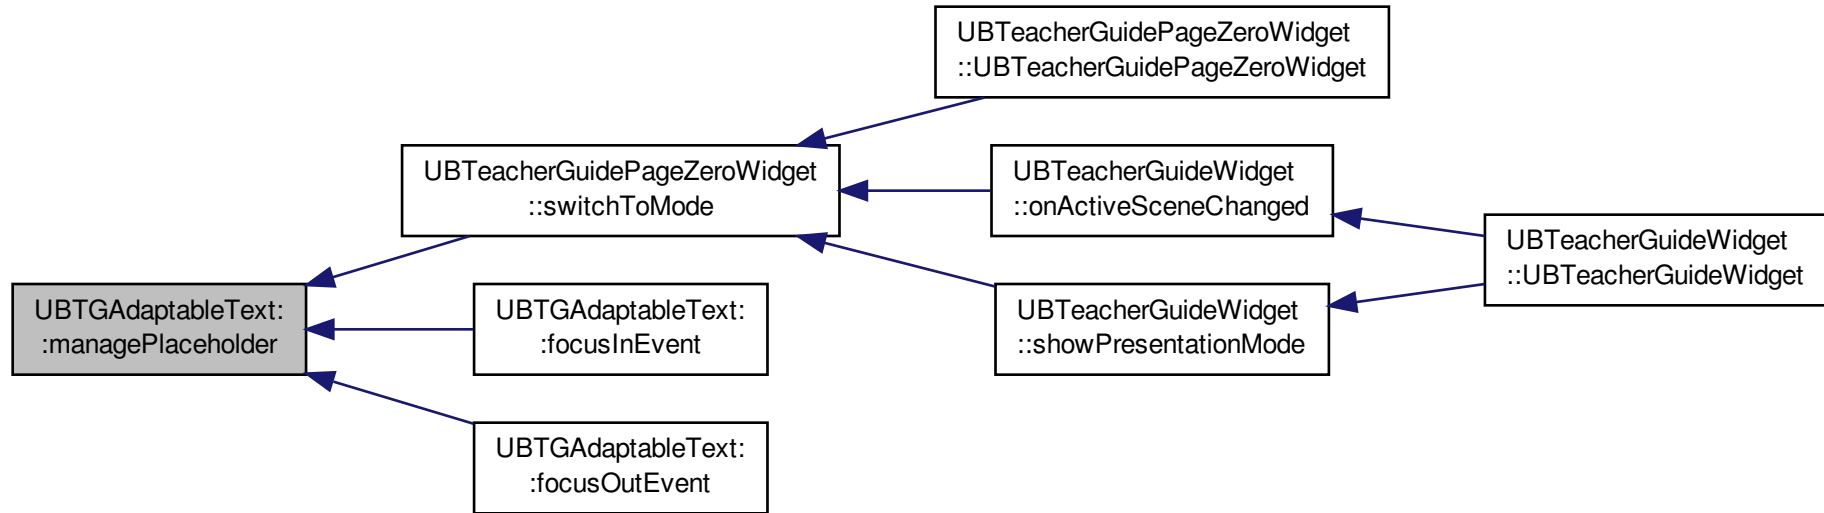 UBTeacherGuidePageZeroWidget
::UBTeacherGuidePageZeroWidget
UBTeacherGuidePageZeroWidget
::switchToMode
UBTeacherGuideWidget
::onActiveSceneChanged
UBTeacherGuideWidget
::UBTeacherGuideWidget
UBTGAdaptableText:
:managePlaceholder
UBTGAdaptableText:
:focusInEvent
UBTeacherGuideWidget
::showPresentationMode
UBTGAdaptableText:
:focusOutEvent